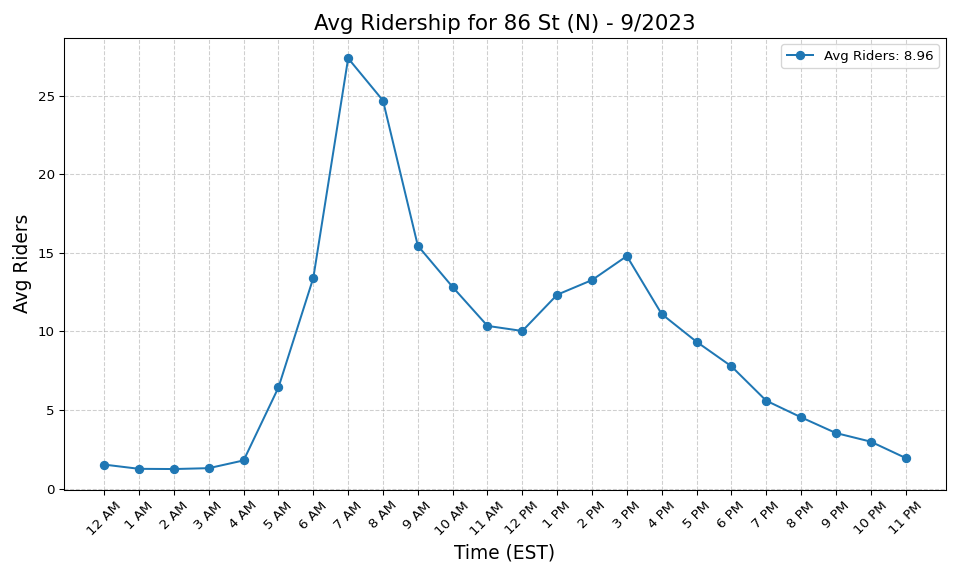 Avg Ridership for 86 St (N) - 9/2023
Avg Riders: 8.96
Avg Riders
25
20
15
10
5
0
12 AM
1 AM
2 AM
3 AM
4 AM
5 AM
6 AM
7 AM
8 AM
9 AM
10 AM
11 AM
12 PM
1 PM
2 PM
3 PM
4 PM
5 PM
6 PM
7 PM
8 PM
9 PM
10 PM
11 PM
Time (EST)